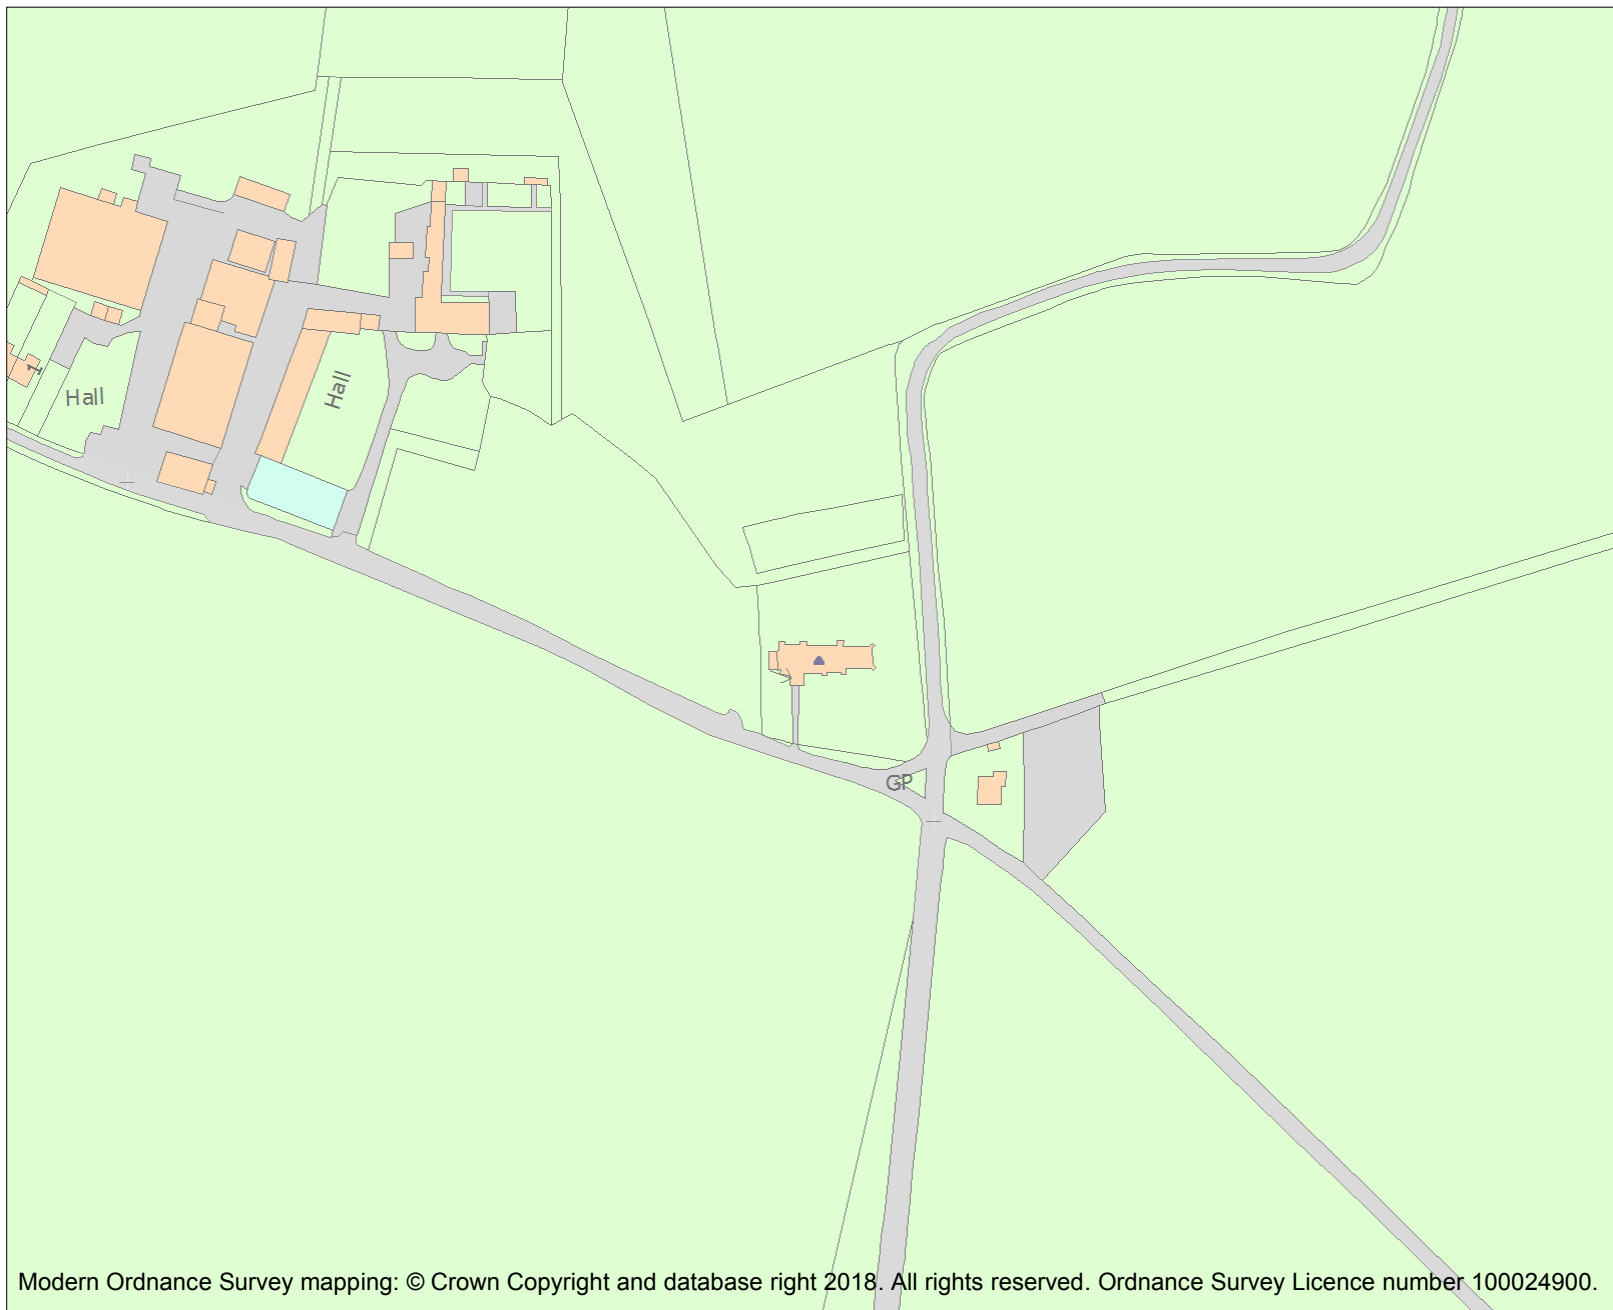 1
Hall
Hall
GP
Modern Ordnance Survey mapping: © Crown Copyright and database right 2018. All rights reserved. Ordnance Survey Licence number 100024900.